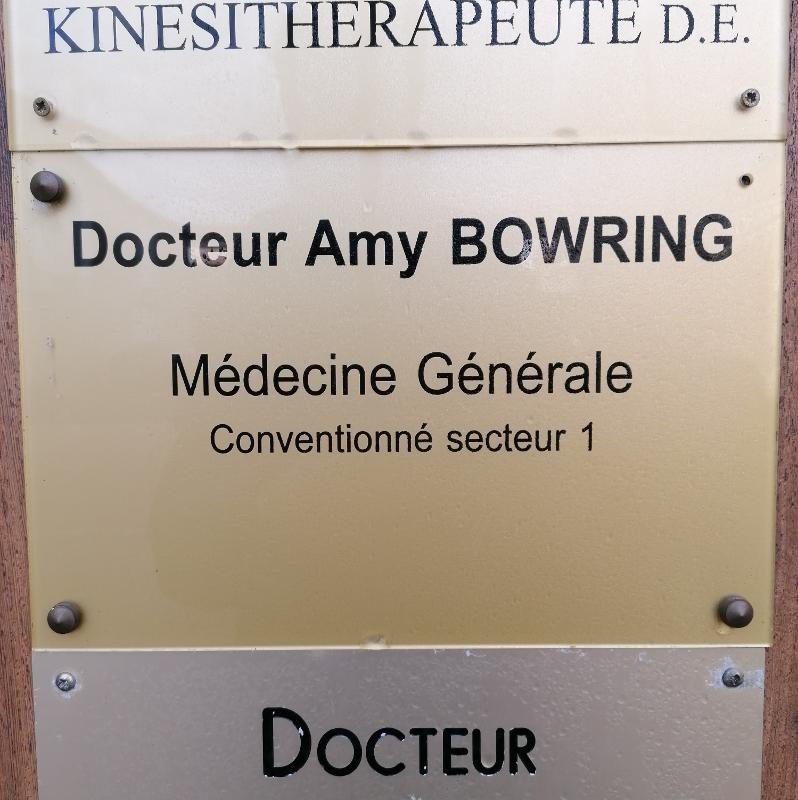 KINESITHERAPEUTE D.E.
Docteur Amy BOWRING
Médecine Générale
Conventionné secteur 1
DOCTEUR